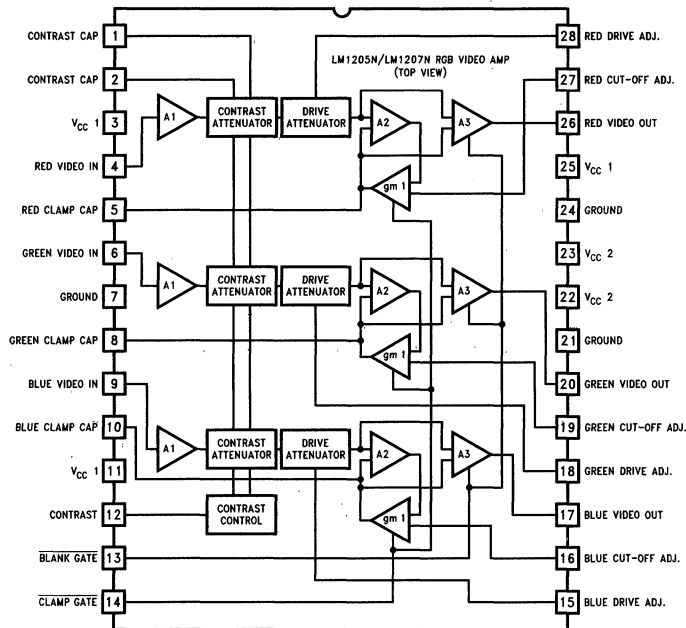 LM1205N/LM1207N RGB VIDEO AMP
(TOP VIEW)
CONTRAST CAP 1
CONTRAST CAP 2
VCC 1 3
RED VIDEO IN 4
RED CLAMP CAP 5
GREEN VIDEO IN 6
GROUND 7
GREEN CLAMP CAP 8
BLUE VIDEO IN 9
BLUE CLAMP CAP 10
VCC 1 11
CONTRAST 12
BLANK GATE 13
CLAMP GATE 14
28 RED DRIVE ADJ.
27 RED CUT-OFF ADJ.
26 RED VIDEO OUT
25 VCC 1
24 GROUND
23 VCC 2
22 VCC 2
21 GROUND
20 GREEN VIDEO OUT
19 GREEN CUT-OFF ADJ.
18 GREEN DRIVE ADJ.
17 BLUE VIDEO OUT
16 BLUE CUT-OFF ADJ.
15 BLUE DRIVE ADJ.
A1
CONTRAST
ATTENUATOR
DRIVE
ATTENUATOR
A2
A3
gm 1
A1
CONTRAST
ATTENUATOR
DRIVE
ATTENUATOR
A2
A3
gm 1
A1
CONTRAST
ATTENUATOR
DRIVE
ATTENUATOR
A2
A3
gm 1
CONTRAST
CONTROL